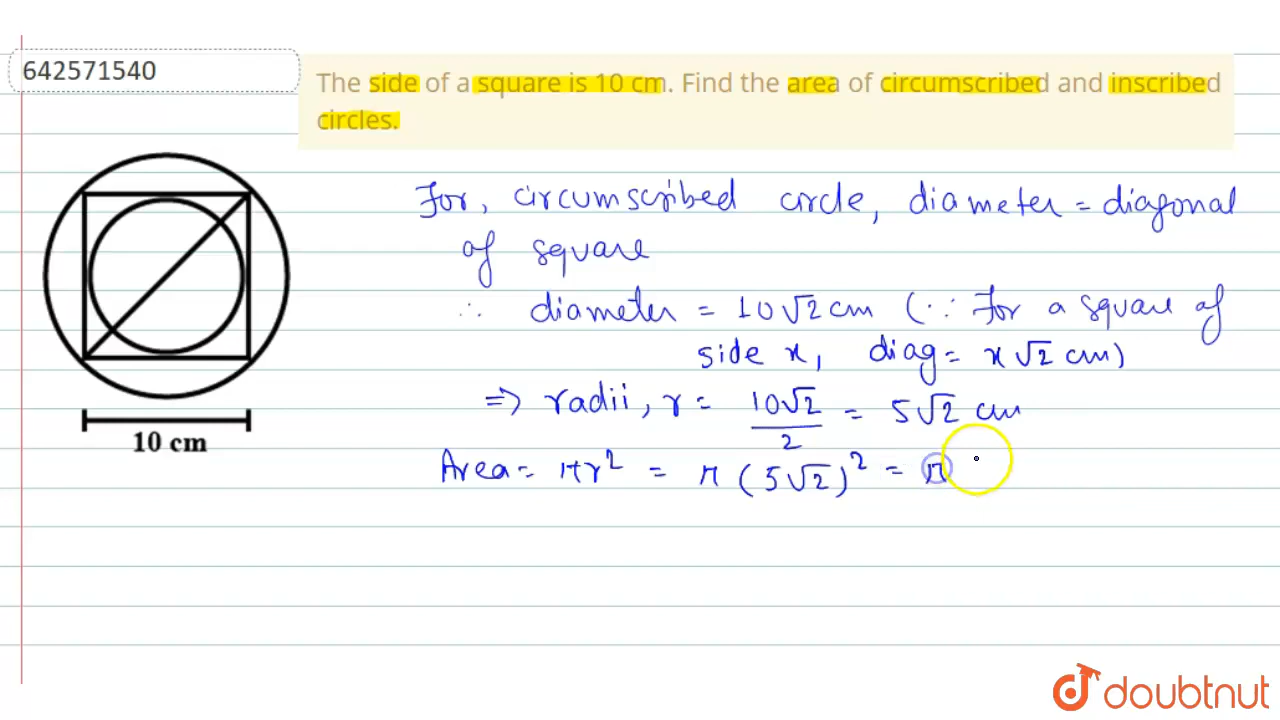 642571540
The side of a square is 10 cm. Find the area of circumscribed and inscribed
circles.
For, circumscribed circle, diameter = diagonal
of square
∴ diameter = 10√2 cm (∵ For a square of
side x, diag = x√2 cm)
⇒ radii, r = 10√2/2 = 5√2 cm
Area = πr² = π (5√2)² = π
10 cm
doubtnut